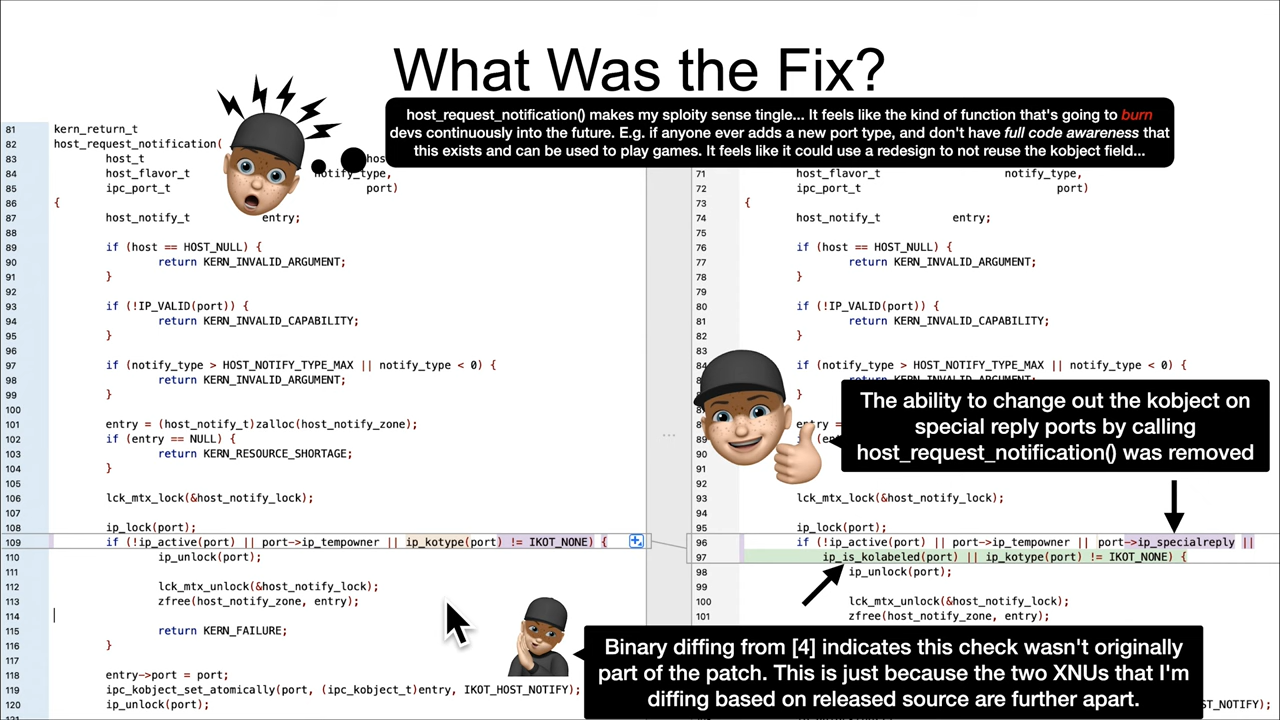 What Was the Fix?
host_request_notification() makes my sploity sense tingle... It feels like the kind of function that's going to burn
devs continuously into the future. E.g. if anyone ever adds a new port type, and don't have full code awareness that
this exists and can be used to play games. It feels like it could use a redesign to not reuse the kobject field...
81 kern_return_t
82 host_request_notification(
83 host_t
84 host_flavor_t notify_type,
85 ipc_port_t port)
86 {
87 host_notify_t entry;
88
89 if (host == HOST_NULL) {
90 return KERN_INVALID_ARGUMENT;
91 }
92
93 if (!IP_VALID(port)) {
94 return KERN_INVALID_CAPABILITY;
95 }
96
97 if (notify_type > HOST_NOTIFY_TYPE_MAX || notify_type < 0) {
98 return KERN_INVALID_ARGUMENT;
99 }
100
101 entry = (host_notify_t)zalloc(host_notify_zone);
102 if (entry == NULL) {
103 return KERN_RESOURCE_SHORTAGE;
104 }
105
106 lck_mtx_lock(&host_notify_lock);
107
108 ip_lock(port);
109 if (!ip_active(port) || port->ip_tempowner || ip_kotype(port) != IKOT_NONE) {
110 ip_unlock(port);
111
112 lck_mtx_unlock(&host_notify_lock);
113 zfree(host_notify_zone, entry);
114
115 return KERN_FAILURE;
116 }
117
118 entry->port = port;
119 ipc_kobject_set_atomically(port, (ipc_kobject_t)entry, IKOT_HOST_NOTIFY);
120 ip_unlock(port);
71 host_flavor_t notify_type,
72 ipc_port_t port)
73 {
74 host_notify_t entry;
75
76 if (host == HOST_NULL) {
77 return KERN_INVALID_ARGUMENT;
78 }
79
80 if (!IP_VALID(port)) {
81 return KERN_INVALID_CAPABILITY;
82 }
83
84 if (notify_type > HOST_NOTIFY_TYPE_MAX || notify_type < 0) {
The ability to change out the kobject on
special reply ports by calling
host_request_notification() was removed
90
91 }
92
93 lck_mtx_lock(&host_notify_lock);
94
95 ip_lock(port);
96 if (!ip_active(port) || port->ip_tempowner || port->ip_specialreply ||
97 ip_is_kolabeled(port) || ip_kotype(port) != IKOT_NONE) {
98 ip_unlock(port);
99
100 lck_mtx_unlock(&host_notify_lock);
101 zfree(host_notify_zone, entry);
Binary diffing from [4] indicates this check wasn't originally
part of the patch. This is just because the two XNUs that I'm
diffing based on released source are further apart.
ST_NOTIFY);